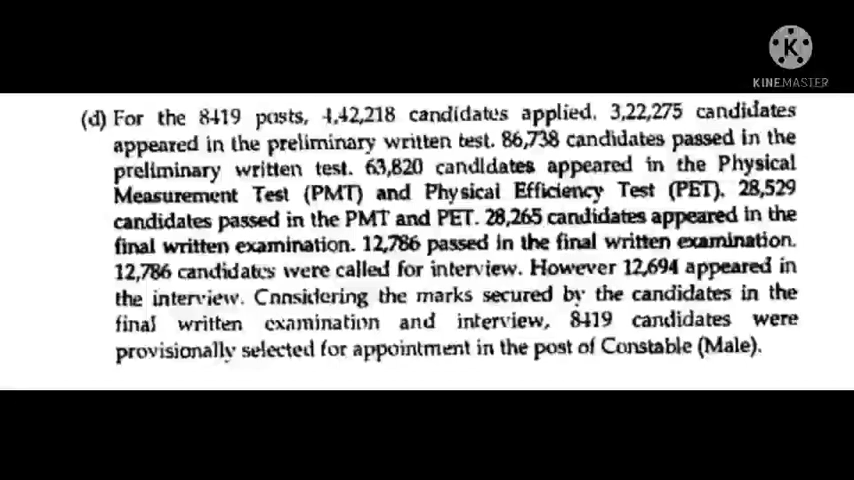 K
KINEMASTER
(d) For the 8419 posts, 4,42,218 candidates applied. 3,22,275 candidates
appeared in the preliminary written test. 86,738 candidates passed in the
preliminary written test. 63,820 candidates appeared in the Physical
Measurement Test (PMT) and Physical Efficiency Test (PET). 28,529
candidates passed in the PMT and PET. 28,265 candidates appeared in the
final written examination. 12,786 passed in the final written examination.
12,786 candidates were called for interview. However 12,694 appeared in
the interview. Considering the marks secured by the candidates in the
final written examination and interview, 8419 candidates were
provisionally selected for appointment in the post of Constable (Male).